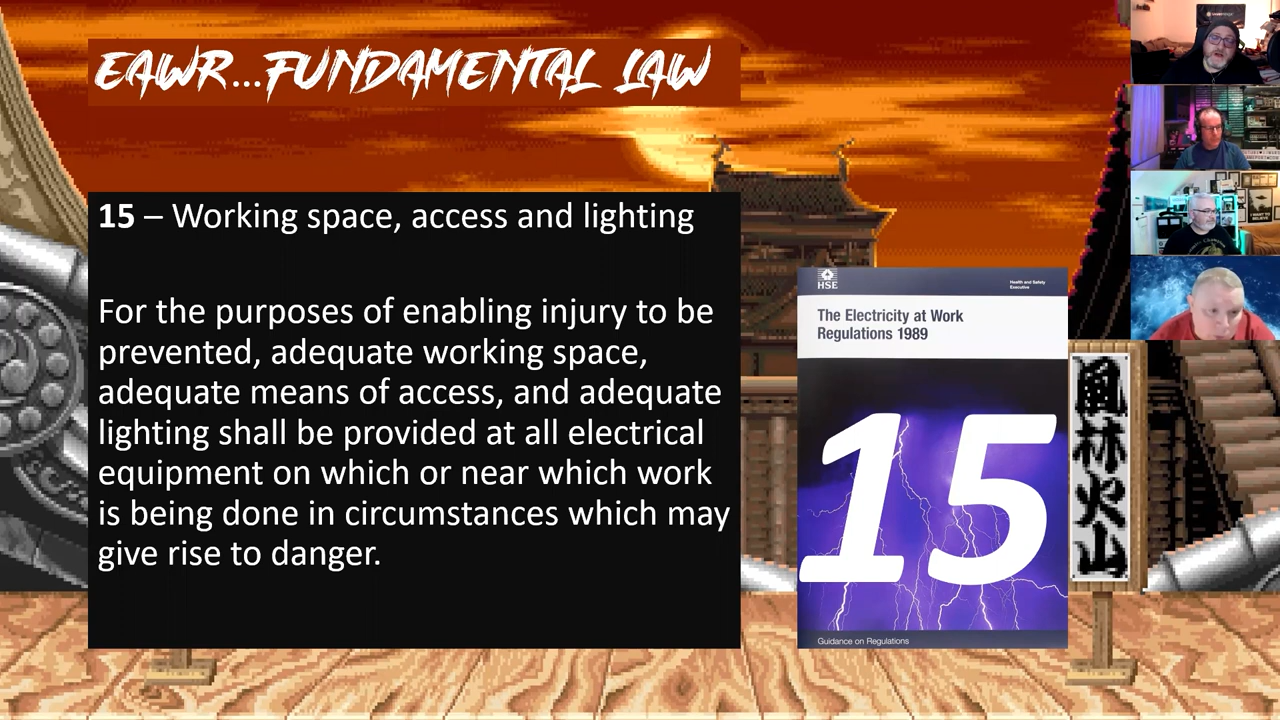 EAWR...FUNDAMENTAL LAW
15 – Working space, access and lighting
For the purposes of enabling injury to be
prevented, adequate working space,
adequate means of access, and adequate
lighting shall be provided at all electrical
equipment on which or near which work
is being done in circumstances which may
give rise to danger.
HSE
Health and Safety
Executive
The Electricity at Work
Regulations 1989
15
Guidance on Regulations
風
林
火
山
I WANT TO
BELIEVE